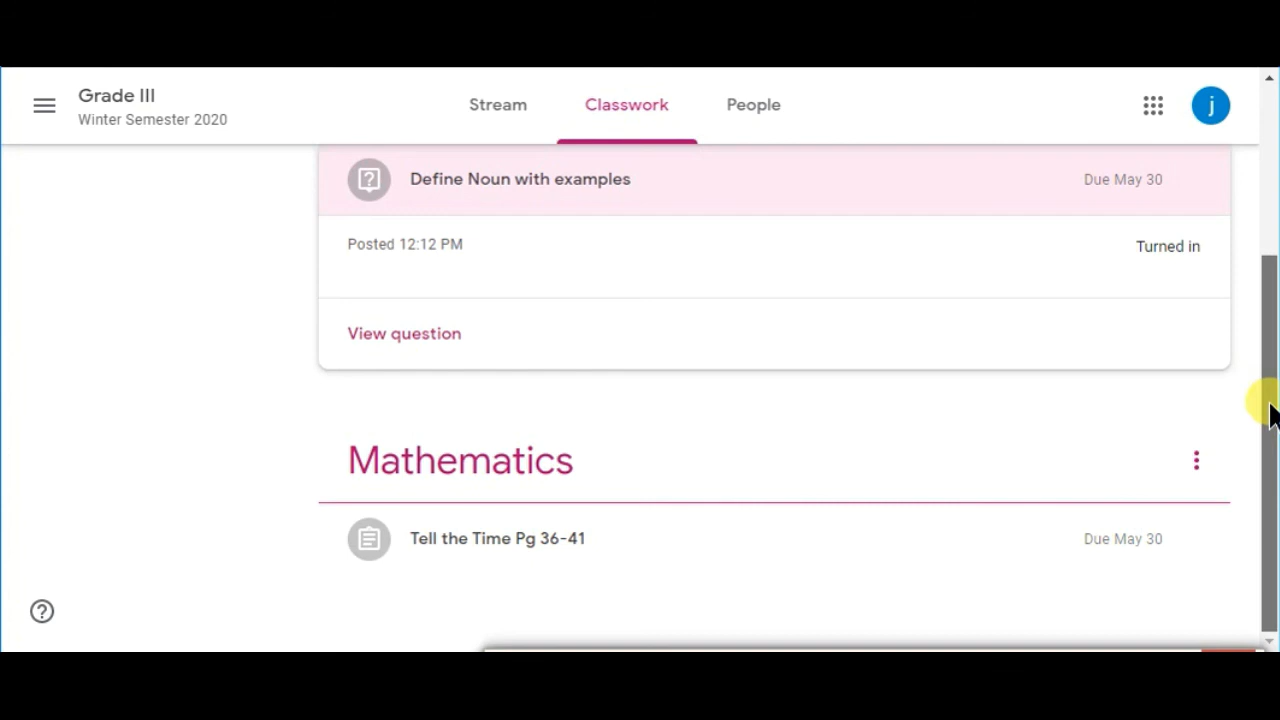 Grade III
Winter Semester 2020
Stream
Classwork
People
j
Define Noun with examples
Due May 30
Posted 12:12 PM
Turned in
View question
Mathematics
Tell the Time Pg 36-41
Due May 30